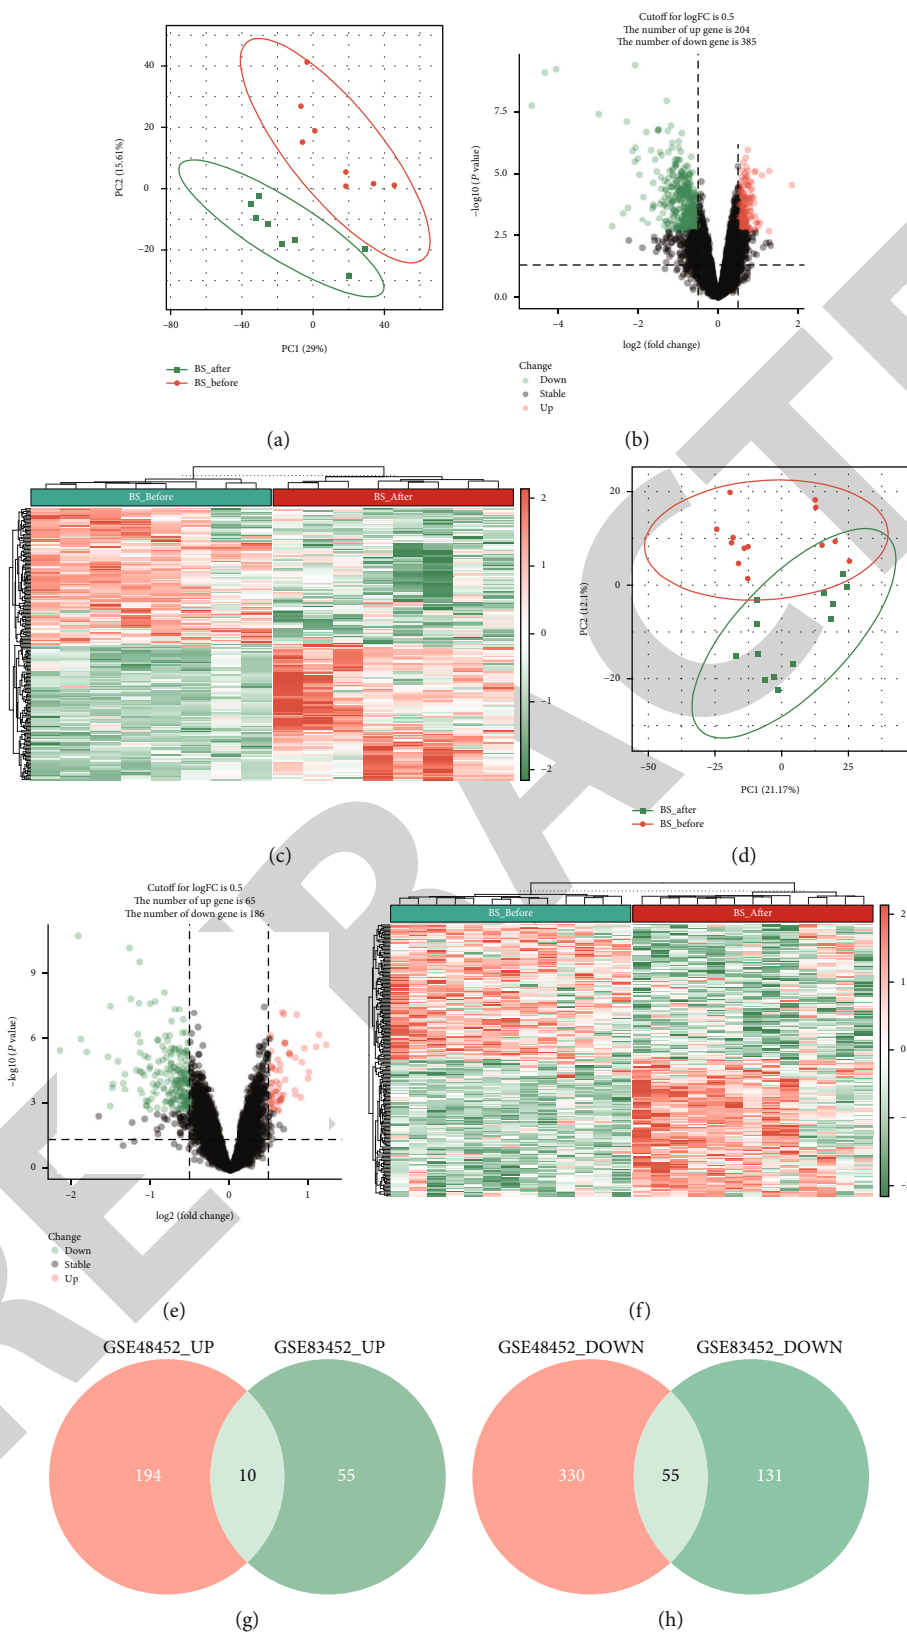 40
20
0
−20
PC2 (15.61%)
−80
−40
0
40
PC1 (29%)
BS_after
BS_before
(a)
Cutoff for logFC is 0.5
The number of up gene is 204
The number of down gene is 385
7.5
5.0
2.5
0.0
−log10 (P value)
−4
−2
0
2
log2 (fold change)
Change
Down
Stable
Up
(b)
BS_Before
BS_After
2
1
0
−1
−2
(c)
20
0
−20
PC2 (12.1%)
−50
−25
0
25
PC1 (21.17%)
BS_after
BS_before
(d)
Cutoff for logFC is 0.5
The number of up gene is 65
The number of down gene is 186
9
6
3
0
−log10 (P value)
−2
−1
0
1
log2 (fold change)
Change
Down
Stable
Up
(e)
BS_Before
BS_After
2
1
0
(f)
GSE48452_UP
GSE83452_UP
194
10
55
(g)
GSE48452_DOWN
GSE83452_DOWN
330
55
131
(h)